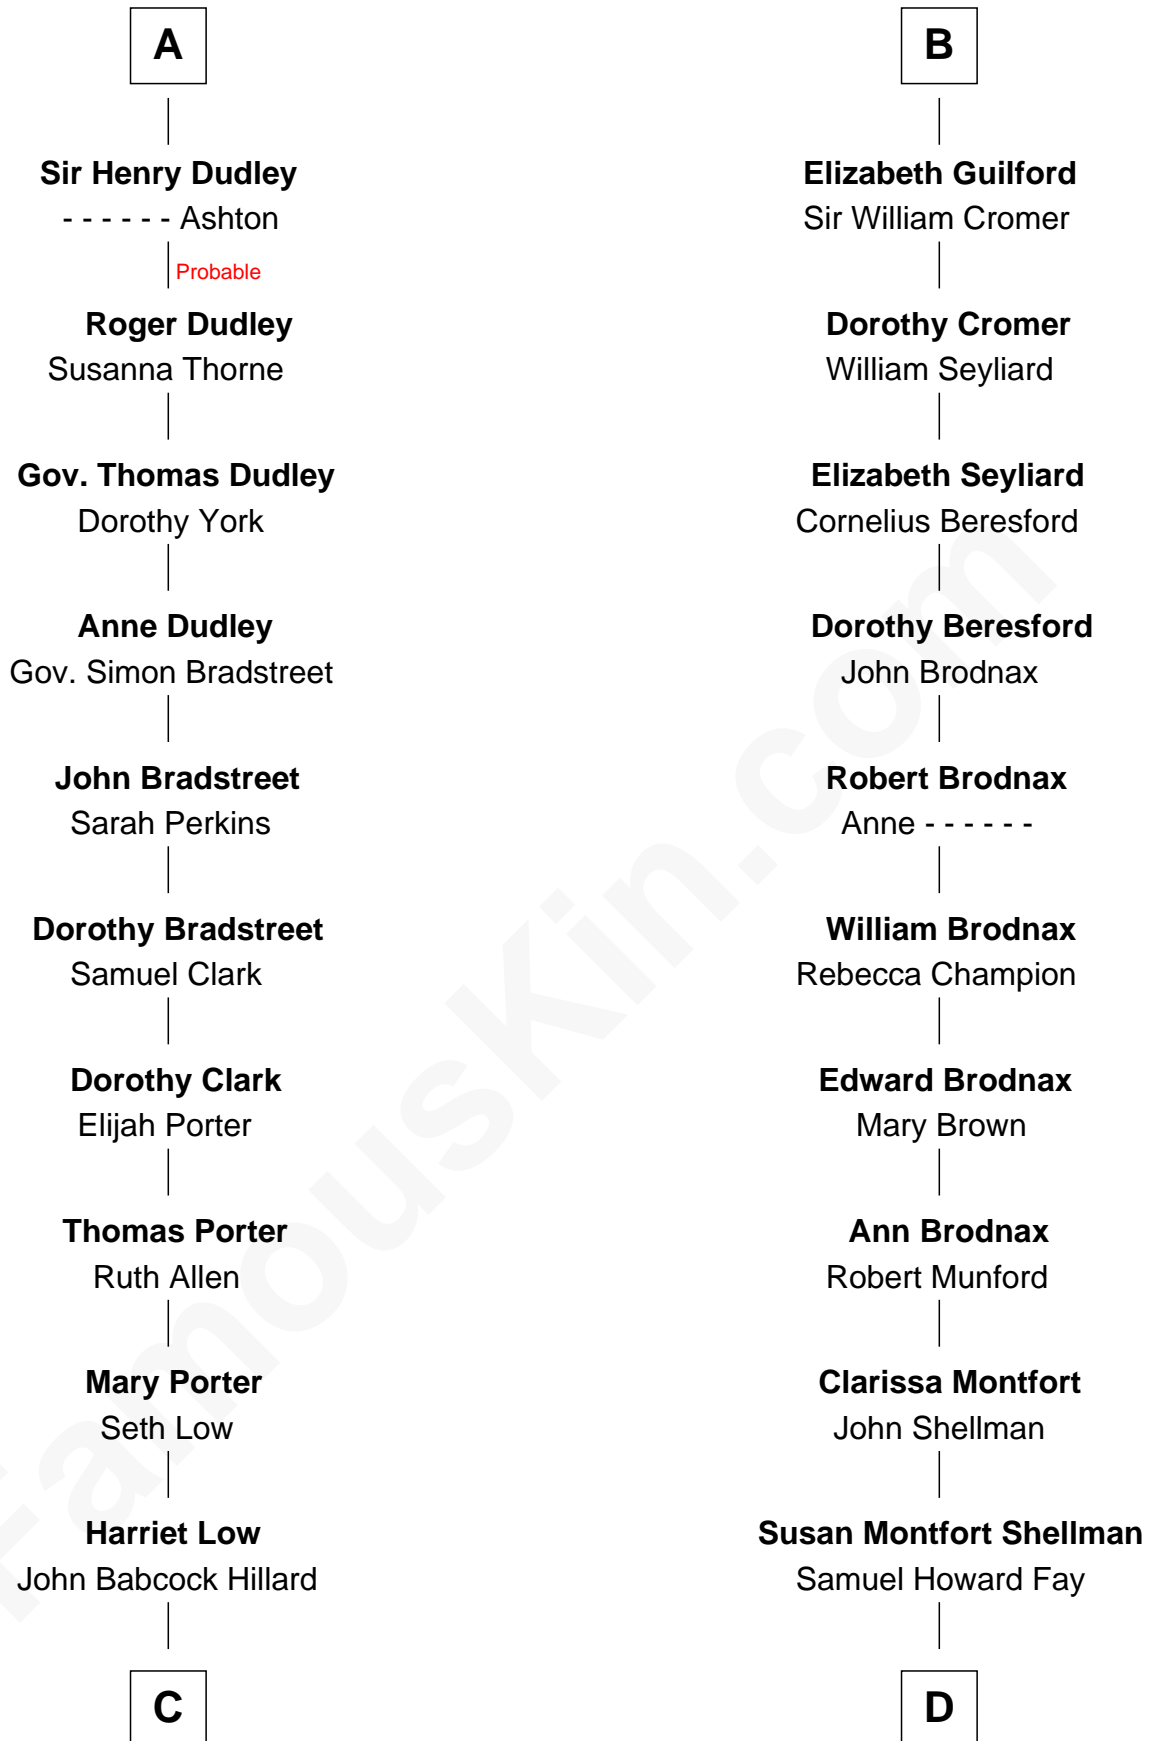 A
Sir Henry Dudley
- - - - - - Ashton
Probable
Roger Dudley
Susanna Thorne
Gov. Thomas Dudley
Dorothy York
Anne Dudley
Gov. Simon Bradstreet
John Bradstreet
Sarah Perkins
Dorothy Bradstreet
Samuel Clark
Dorothy Clark
Elijah Porter
Thomas Porter
Ruth Allen
Mary Porter
Seth Low
Harriet Low
John Babcock Hillard
C
B
Elizabeth Guilford
Sir William Cromer
Dorothy Cromer
William Seyliard
Elizabeth Seyliard
Cornelius Beresford
Dorothy Beresford
John Brodnax
Robert Brodnax
Anne - - - - - -
William Brodnax
Rebecca Champion
Edward Brodnax
Mary Brown
Ann Brodnax
Robert Munford
Clarissa Montfort
John Shellman
Susan Montfort Shellman
Samuel Howard Fay
D
FamousKin.com